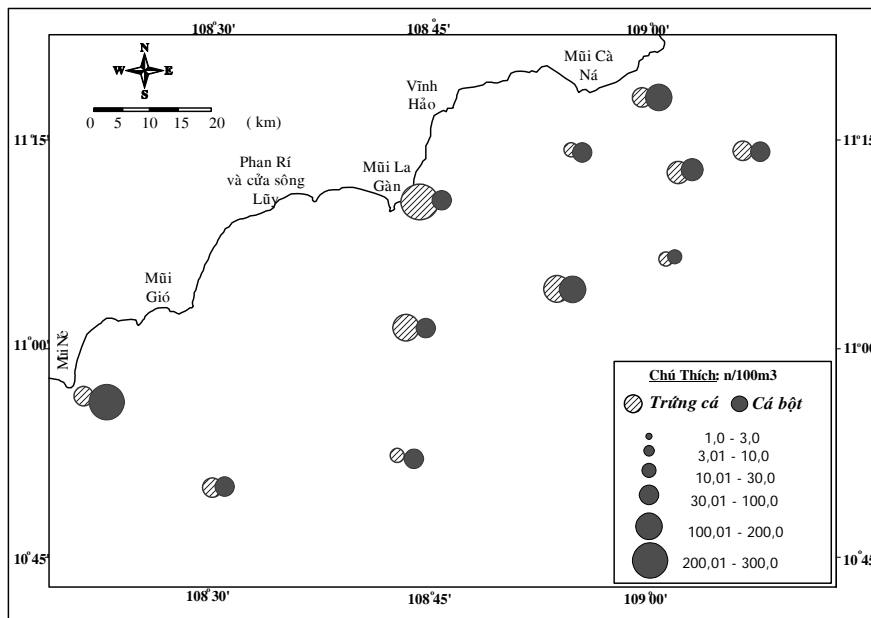 108°30' 108°45' 109°00'
N
W E
S
0 5 10 15 20 ( km)
Mũi Cà
Ná
Vĩnh
Hảo
11°15' 11°15'
Phan Rí
và cửa sông
Lũy
Mũi La
Gàn
Mũi
Gió
Mũi Né
11°00' 11°00'
Chú Thích: n/100m3
Trứng cá Cá bột
1,0 - 3,0
3,01 - 10,0
10,01 - 30,0
30,01 - 100,0
100,01 - 200,0
200,01 - 300,0
10°45' 10°45'
108°30' 108°45' 109°00'